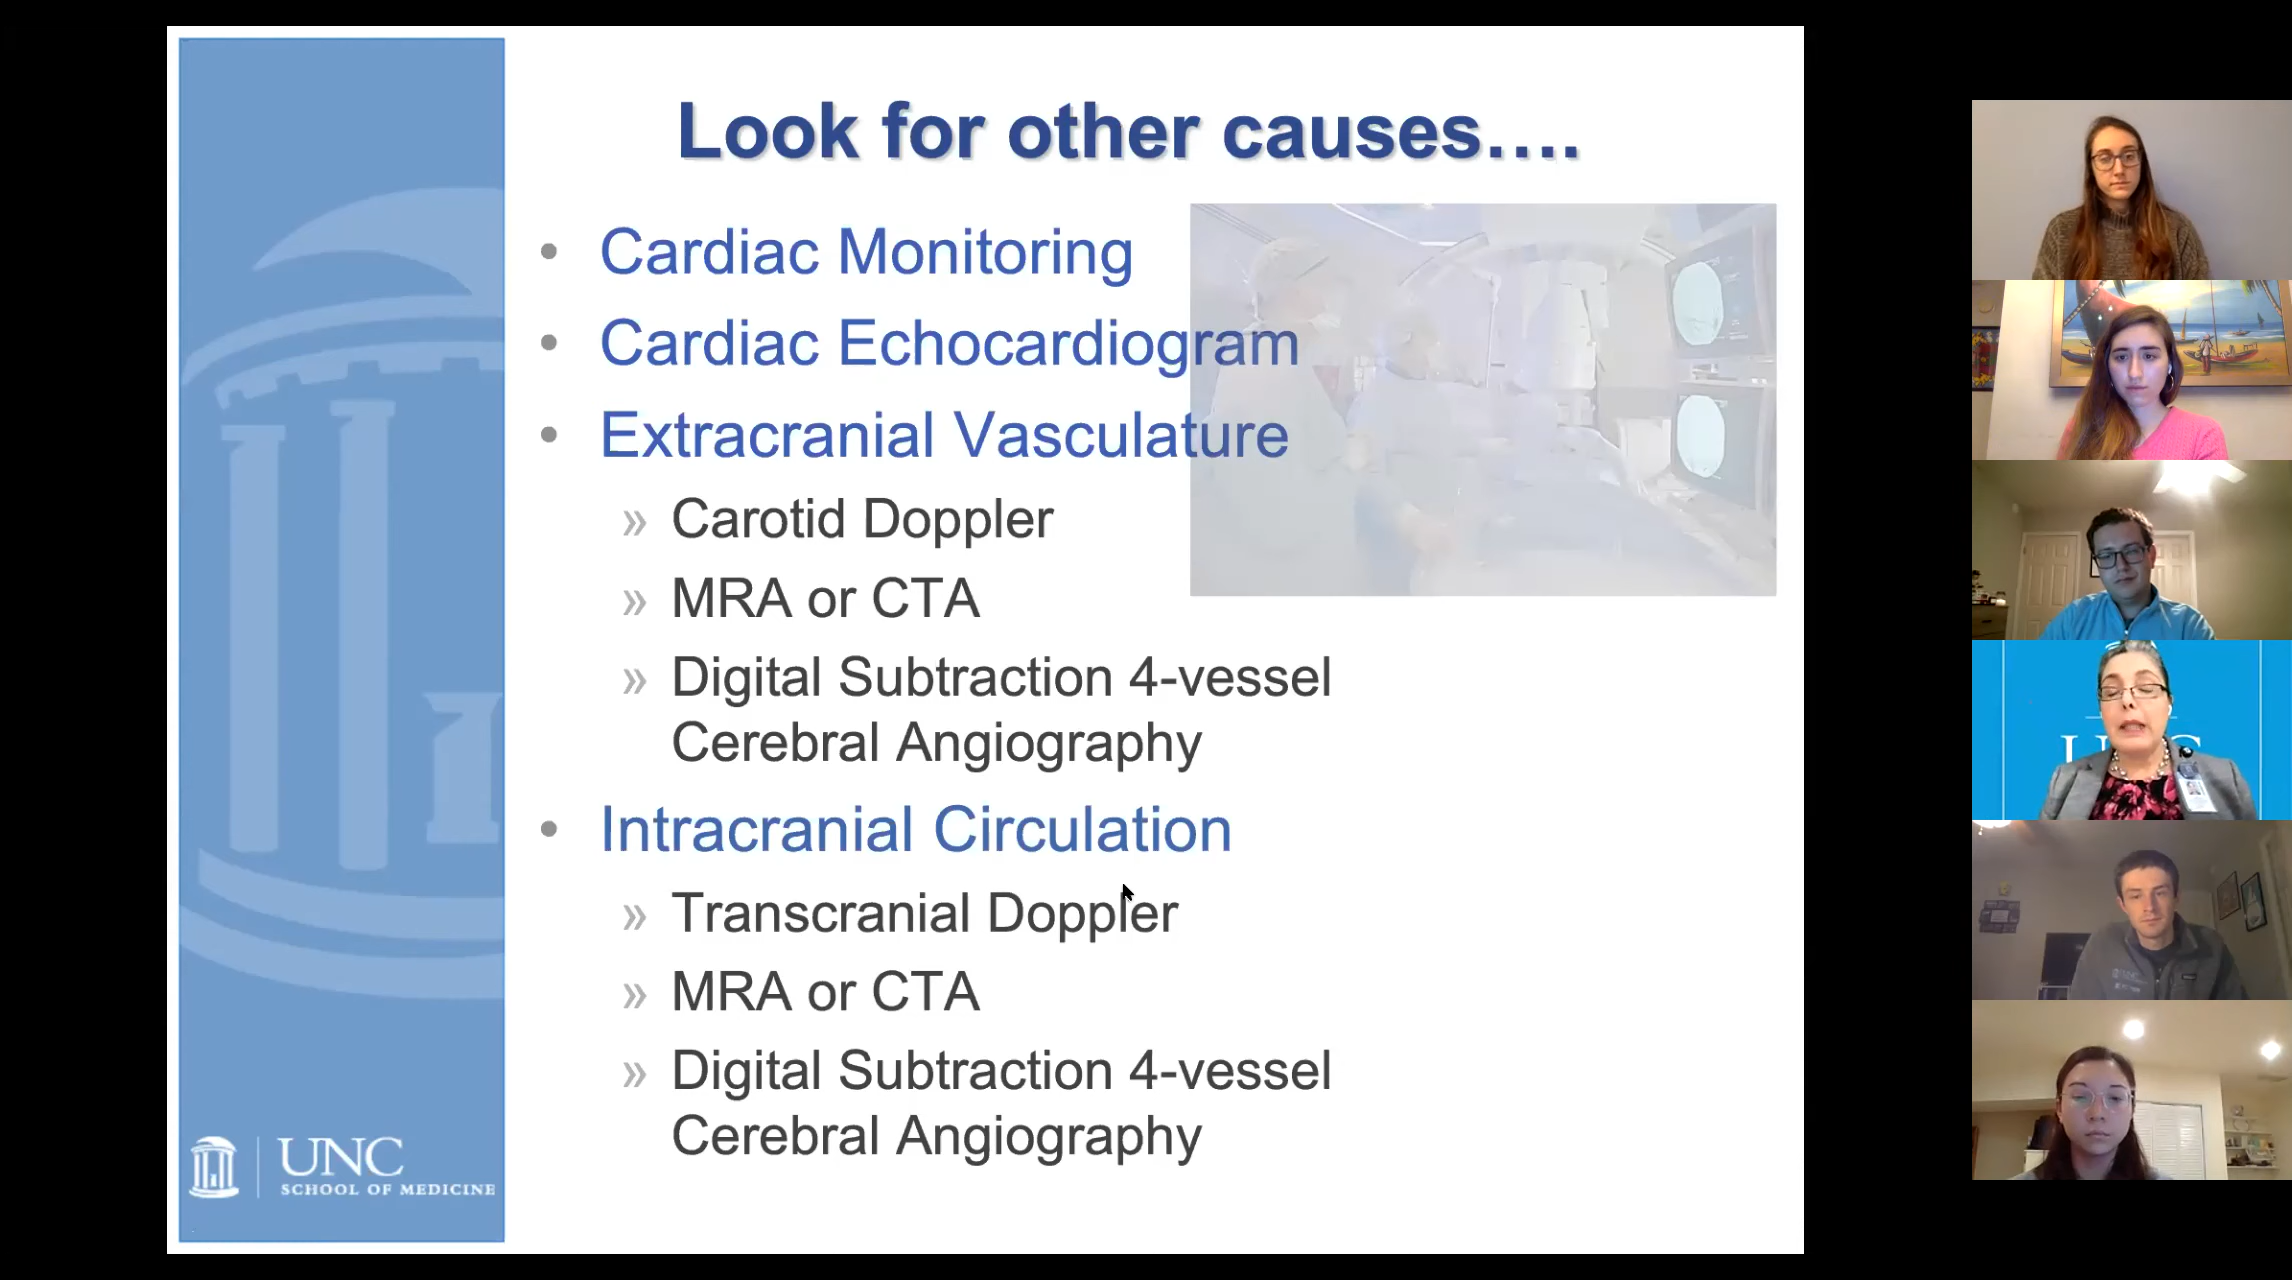 Look for other causes….
• Cardiac Monitoring
• Cardiac Echocardiogram
• Extracranial Vasculature
» Carotid Doppler
» MRA or CTA
» Digital Subtraction 4-vessel
Cerebral Angiography
• Intracranial Circulation
» Transcranial Doppler
» MRA or CTA
» Digital Subtraction 4-vessel
Cerebral Angiography
UNC
SCHOOL OF MEDICINE